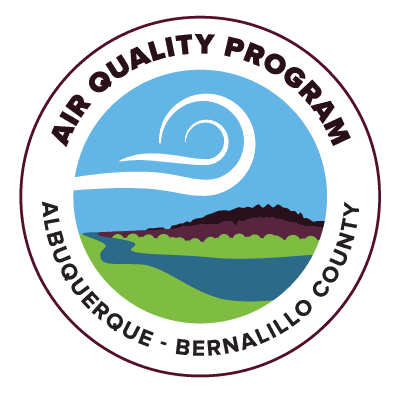 AIR QUALITY PROGRAM
ALBUQUERQUE - BERNALILLO COUNTY